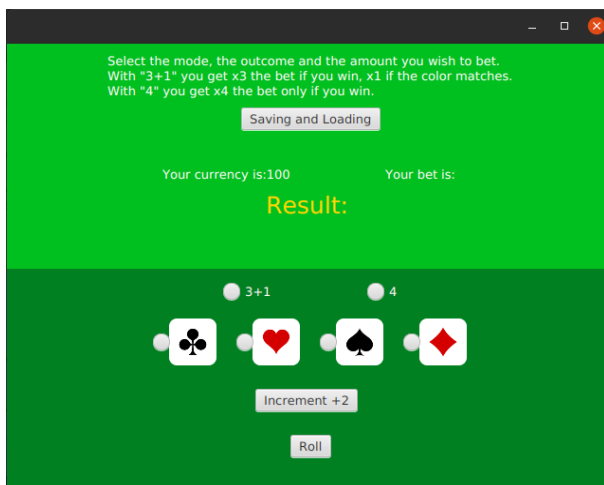 Select the mode, the outcome and the amount you wish to bet.
With "3+1" you get x3 the bet if you win, x1 if the color matches.
With "4" you get x4 the bet only if you win.
Saving and Loading
Your currency is:100 Your bet is:
Result:
3+1 4
Increment +2
Roll